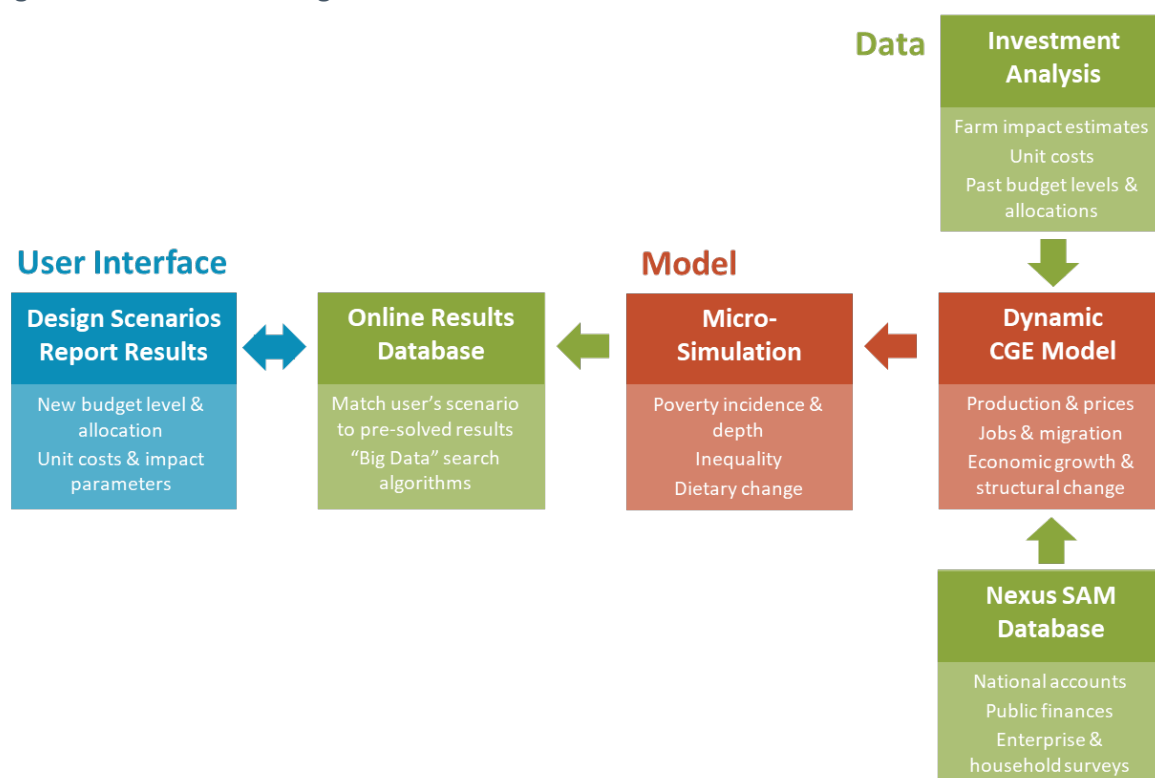 Data
Investment
Analysis
Farm impact estimates
Unit costs
Past budget levels &
allocations
User Interface
Design Scenarios
Report Results
New budget level &
allocation
Unit costs & impact
parameters
Online Results
Database
Match user's scenario
to pre-solved results
“Big Data” search
algorithms
Model
Micro-
Simulation
Poverty incidence &
depth
Inequality
Dietary change
Dynamic
CGE Model
Production & prices
Jobs & migration
Economic growth &
structural change
Nexus SAM
Database
National accounts
Public finances
Enterprise &
household surveys